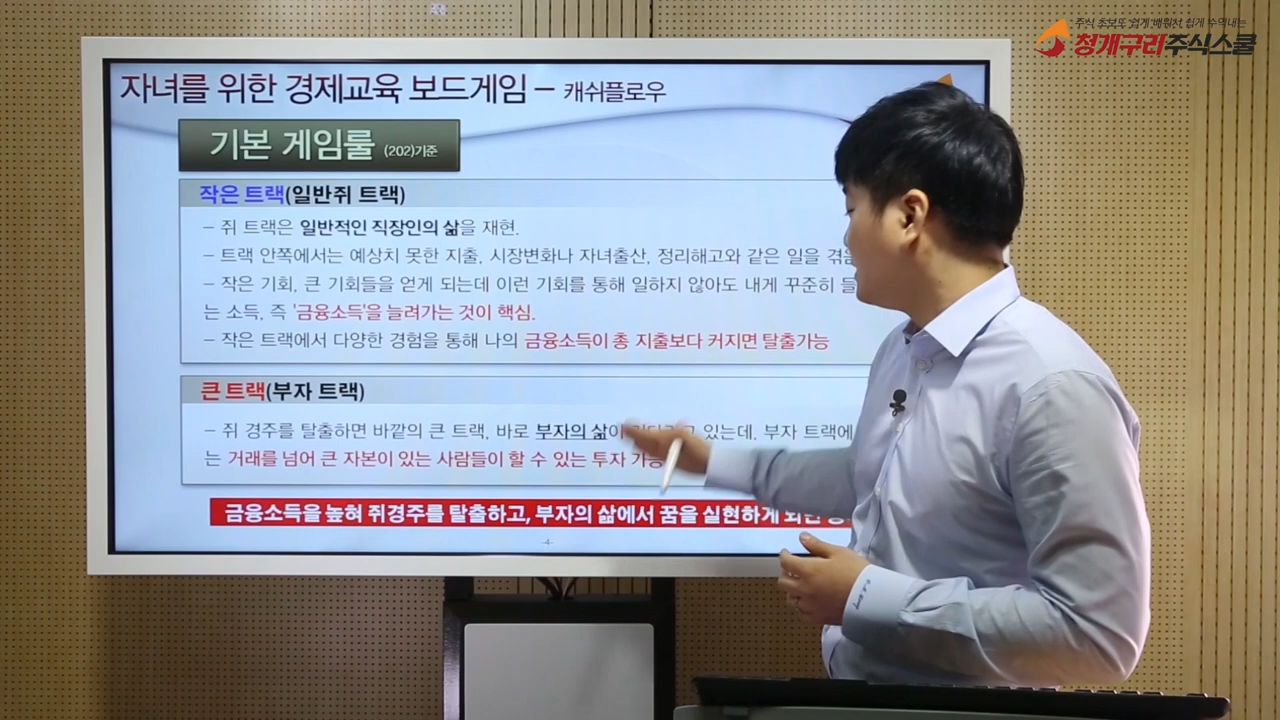 주식 초보도 쉽게 배워서 쉽게 수익내는
청개구리주식스쿨
자녀를 위한 경제교육 보드게임 – 캐쉬플로우
기본 게임룰 (202)기준
작은 트랙(일반쥐 트랙)
– 쥐 트랙은 일반적인 직장인의 삶을 재현.
– 트랙 안쪽에서는 예상치 못한 지출, 시장변화나 자녀출산, 정리해고와 같은 일을
– 작은 기회, 큰 기회들을 얻게 되는데 이런 기회를 통해 일하지 않아도 내게 꾸준히
는 소득, 즉 '금융소득'을 늘려가는 것이 핵심.
– 작은 트랙에서 다양한 경험을 통해 나의 금융소득이 총 지출보다 커지면 탈출가능
큰 트랙(부자 트랙)
– 쥐 경주를 탈출하면 바깥의 큰 트랙, 바로 부자의 삶이 있는데, 부자 트랙에
는 거래를 넘어 큰 자본이 있는 사람들이 할 수 있는 투자
금융소득을 높혀 쥐경주를 탈출하고, 부자의 삶에서 꿈을 실현하게
-4-